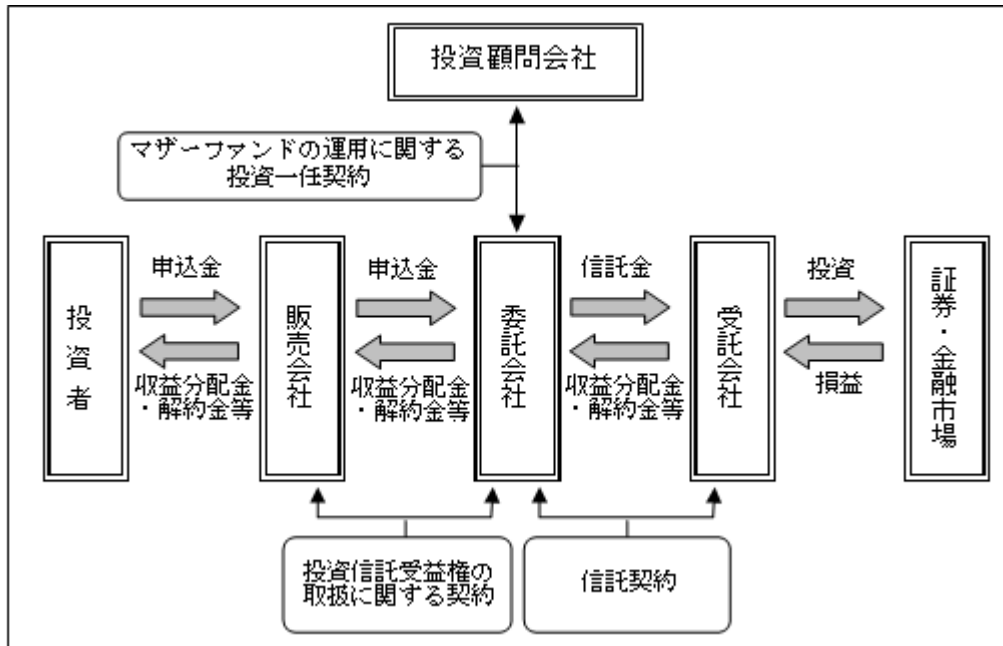 投資顧問会社
マザーファンドの運用に関する
投資一任契約
投資者
申込金
収益分配金
・解約金等
販売会社
申込金
収益分配金
・解約金等
委託会社
信託金
収益分配金
・解約金等
受託会社
投資
損益
証券・金融市場
投資信託受益権の
取扱に関する契約
信託契約